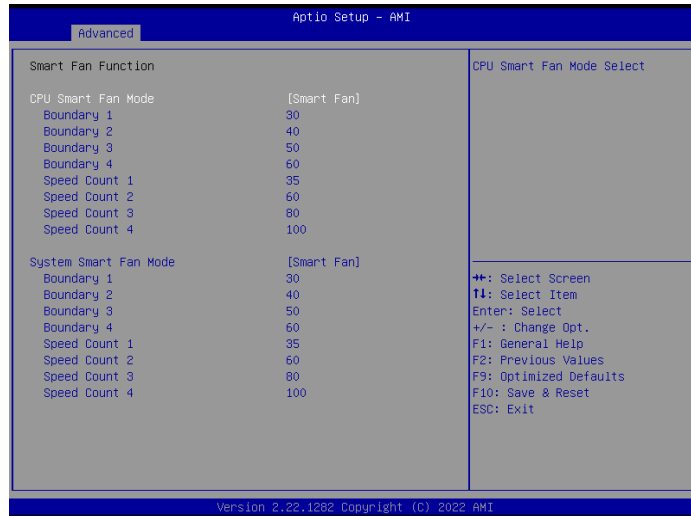 Aptio Setup – AMI
Advanced
Smart Fan Function
CPU Smart Fan Mode [Smart Fan]
Boundary 1 30
Boundary 2 40
Boundary 3 50
Boundary 4 60
Speed Count 1 35
Speed Count 2 60
Speed Count 3 80
Speed Count 4 100
System Smart Fan Mode [Smart Fan]
Boundary 1 30
Boundary 2 40
Boundary 3 50
Boundary 4 60
Speed Count 1 35
Speed Count 2 60
Speed Count 3 80
Speed Count 4 100
CPU Smart Fan Mode Select
→←: Select Screen
↑↓: Select Item
Enter: Select
+/- : Change Opt.
F1: General Help
F2: Previous Values
F9: Optimized Defaults
F10: Save & Reset
ESC: Exit
Version 2.22.1282 Copyright (C) 2022 AMI